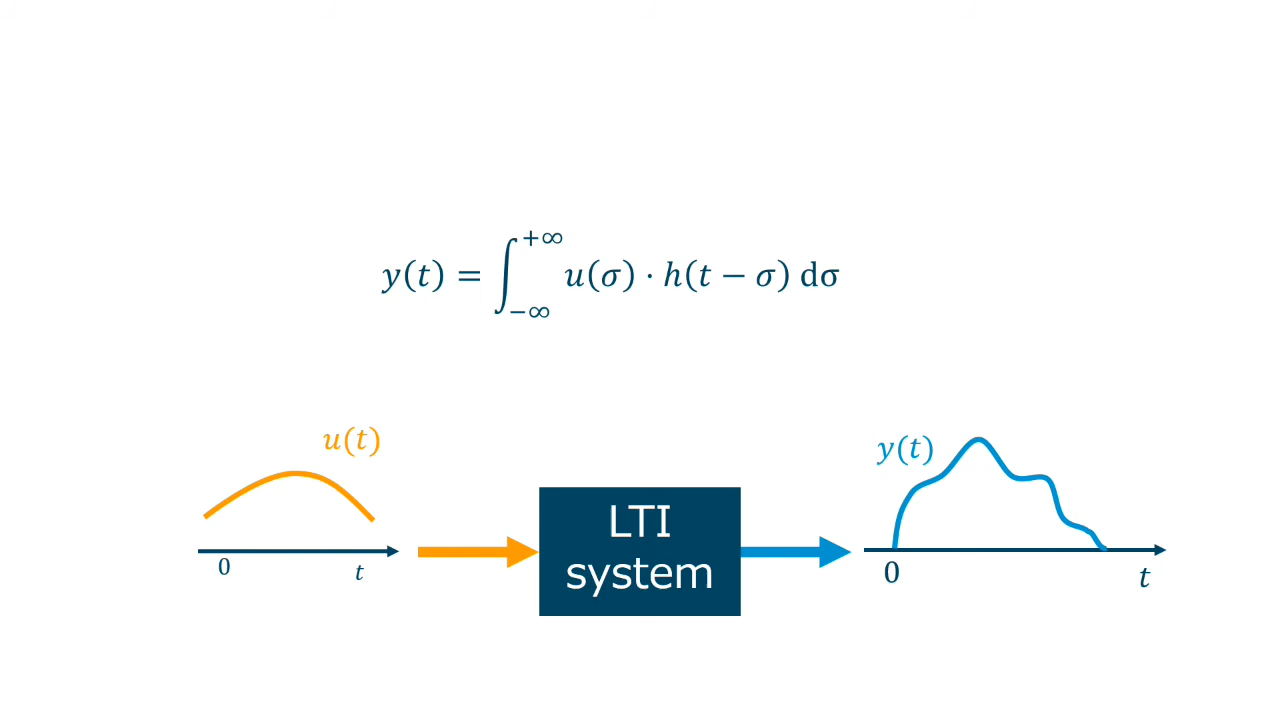 y(t) = ∫_{−∞}^{+∞} u(σ) · h(t − σ) dσ
u(t)
y(t)
LTI
system
0
t
0
t